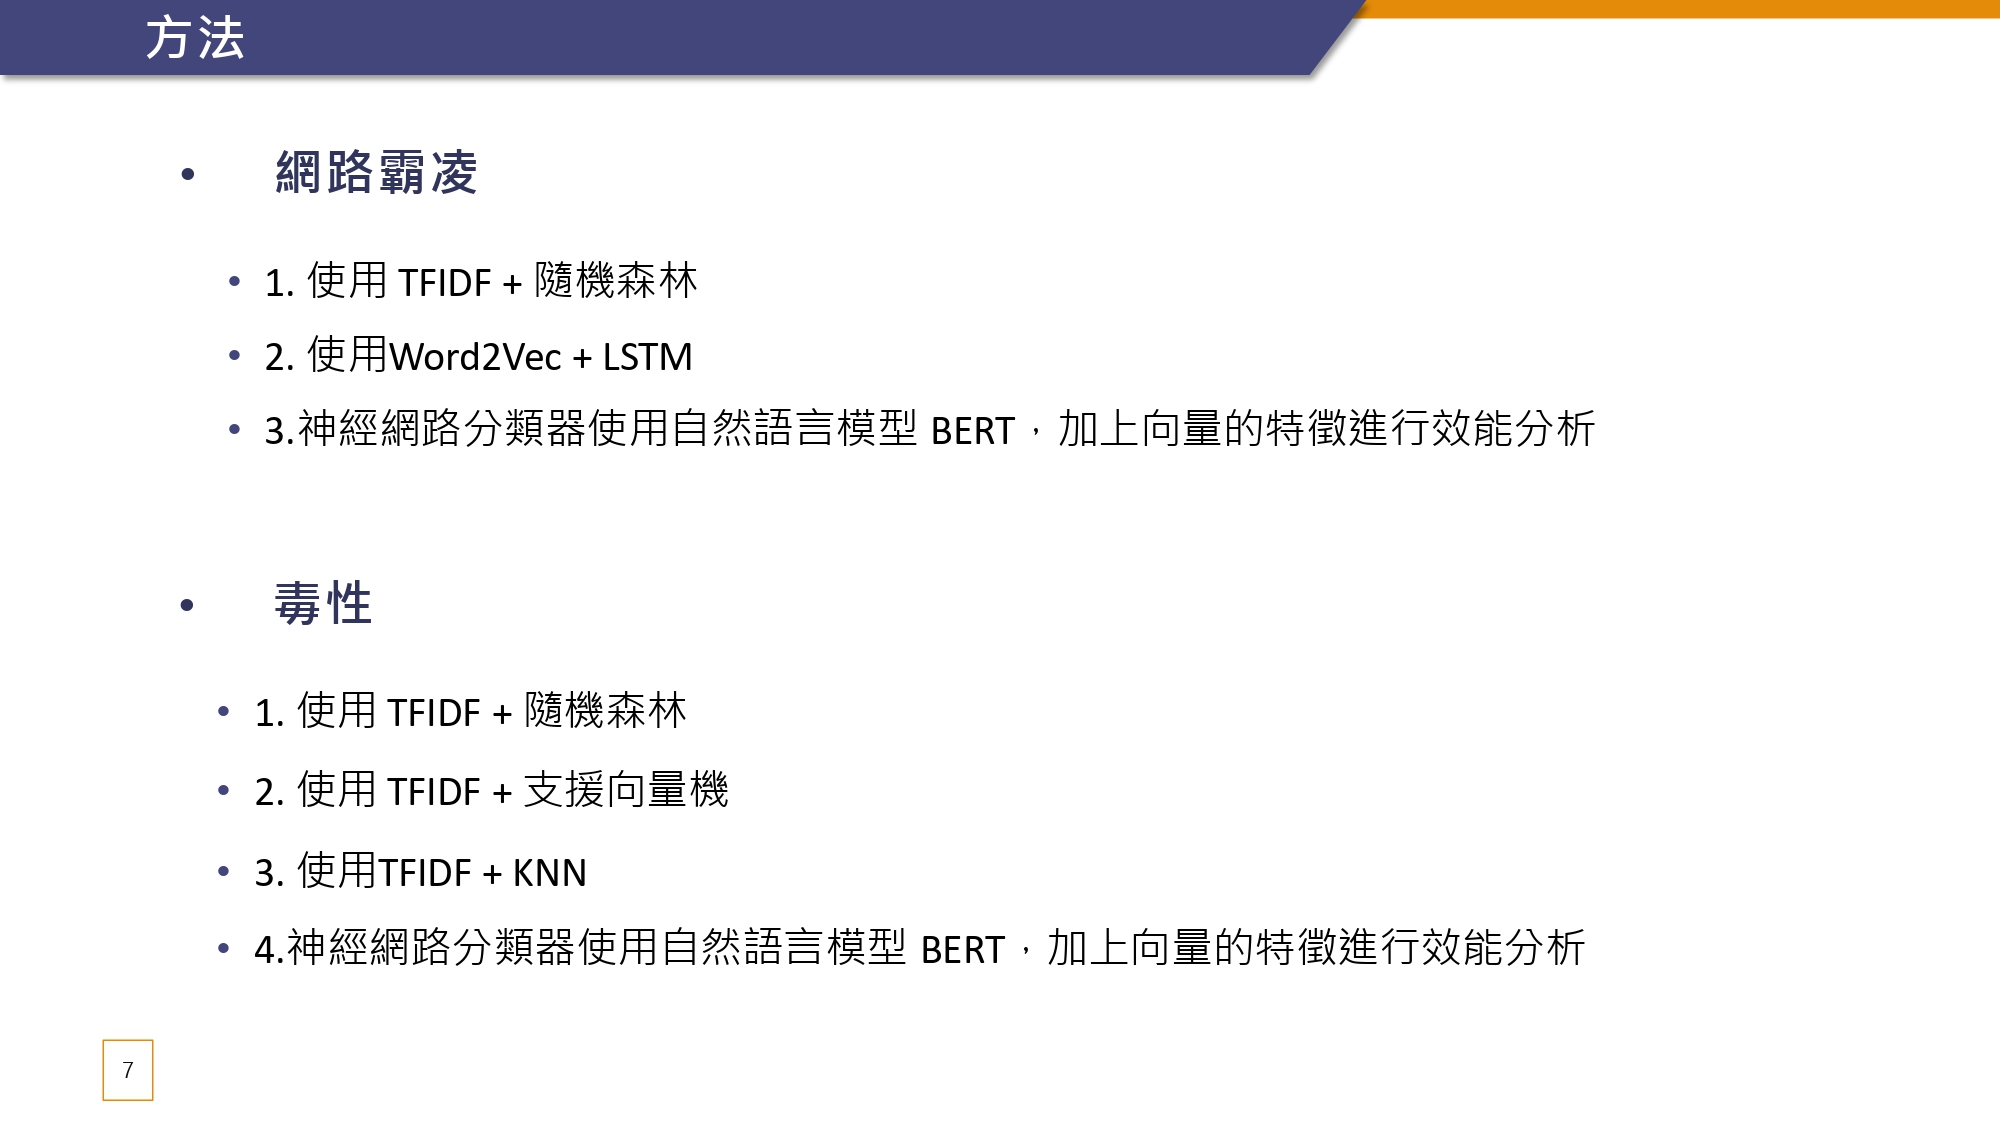 方法
• 網路霸凌
• 1. 使用 TFIDF + 隨機森林
• 2. 使用Word2Vec + LSTM
• 3.神經網路分類器使用自然語言模型 BERT，加上向量的特徵進行效能分析
• 毒性
• 1. 使用 TFIDF + 隨機森林
• 2. 使用 TFIDF + 支援向量機
• 3. 使用TFIDF + KNN
• 4.神經網路分類器使用自然語言模型 BERT，加上向量的特徵進行效能分析
7